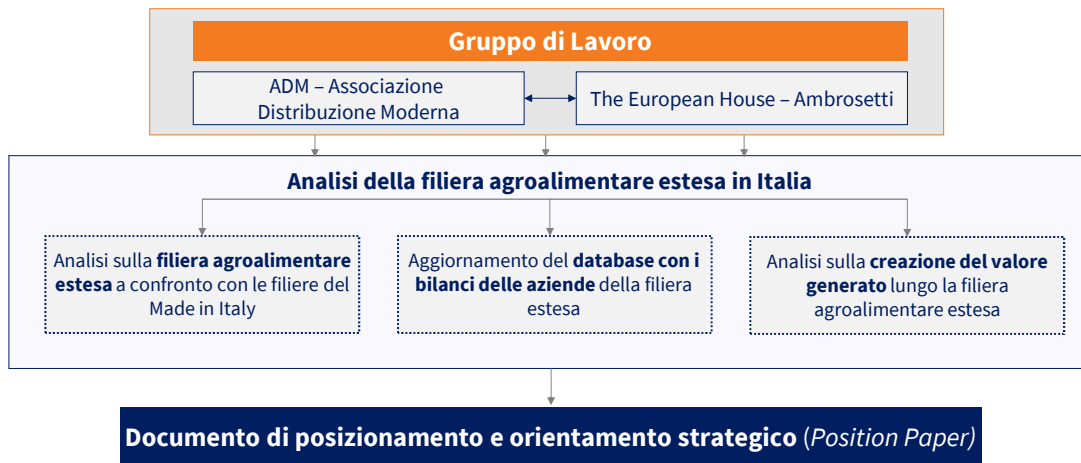 Gruppo di Lavoro
ADM – Associazione
Distribuzione Moderna
The European House – Ambrosetti
Analisi della filiera agroalimentare estesa in Italia
Analisi sulla filiera agroalimentare
estesa a confronto con le filiere del
Made in Italy
Aggiornamento del database con i
bilanci delle aziende della filiera
estesa
Analisi sulla creazione del valore
generato lungo la filiera
agroalimentare estesa
Documento di posizionamento e orientamento strategico (Position Paper)